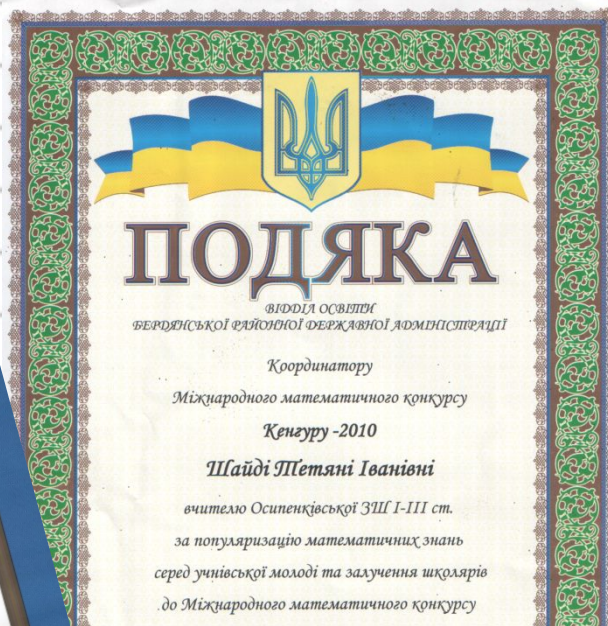 ПОДЯКА
ВІДДІЛ ОСВІТИ
БЕРДЯНСЬКОЇ РАЙОННОЇ ДЕРЖАВНОЇ АДМІНІСТРАЦІЇ
Координатору
Міжнародного математичного конкурсу
Кенгуру -2010
Шайді Тетяні Іванівні
вчителю Осипенківської ЗШ І-ІІІ ст.
за популяризацію математичних знань
серед учнівської молоді та залучення школярів
до Міжнародного математичного конкурсу